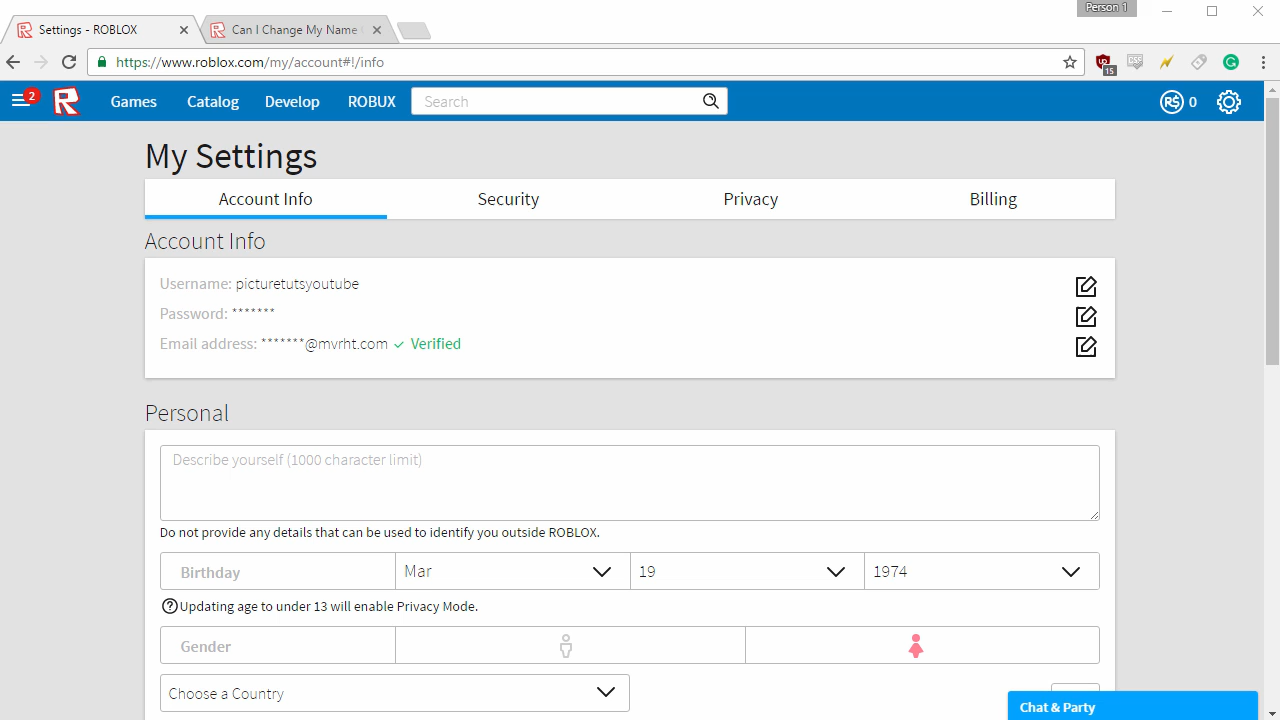 Person 1
Settings - ROBLOX
Can I Change My Name
https://www.roblox.com/my/account#!/info
15
2
Games
Catalog
Develop
ROBUX
Search
R$ 0
My Settings
Account Info
Security
Privacy
Billing
Account Info
Username: picturetutsyoutube
Password: *******
Email address: *******@mvrht.com ✓ Verified
Personal
Describe yourself (1000 character limit)
Do not provide any details that can be used to identify you outside ROBLOX.
Birthday
Mar
19
1974
Updating age to under 13 will enable Privacy Mode.
Gender
Choose a Country
Chat & Party